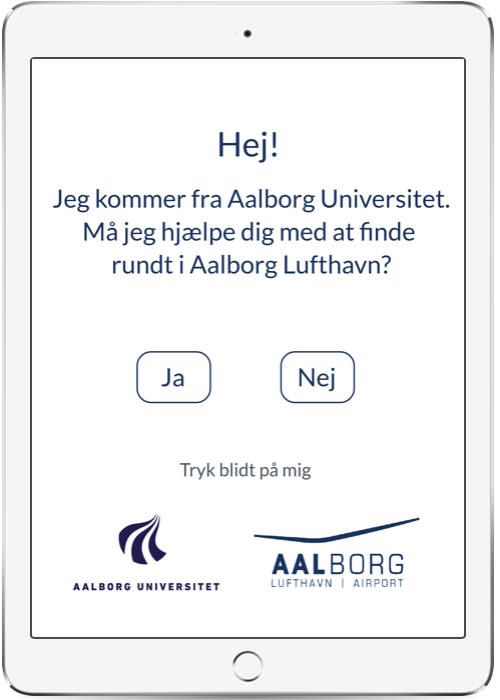 Hej!
Jeg kommer fra Aalborg Universitet.
Må jeg hjælpe dig med at finde
rundt i Aalborg Lufthavn?
Ja
Nej
Tryk blidt på mig
AALBORG UNIVERSITET
AALBORG
LUFTHAVN | AIRPORT